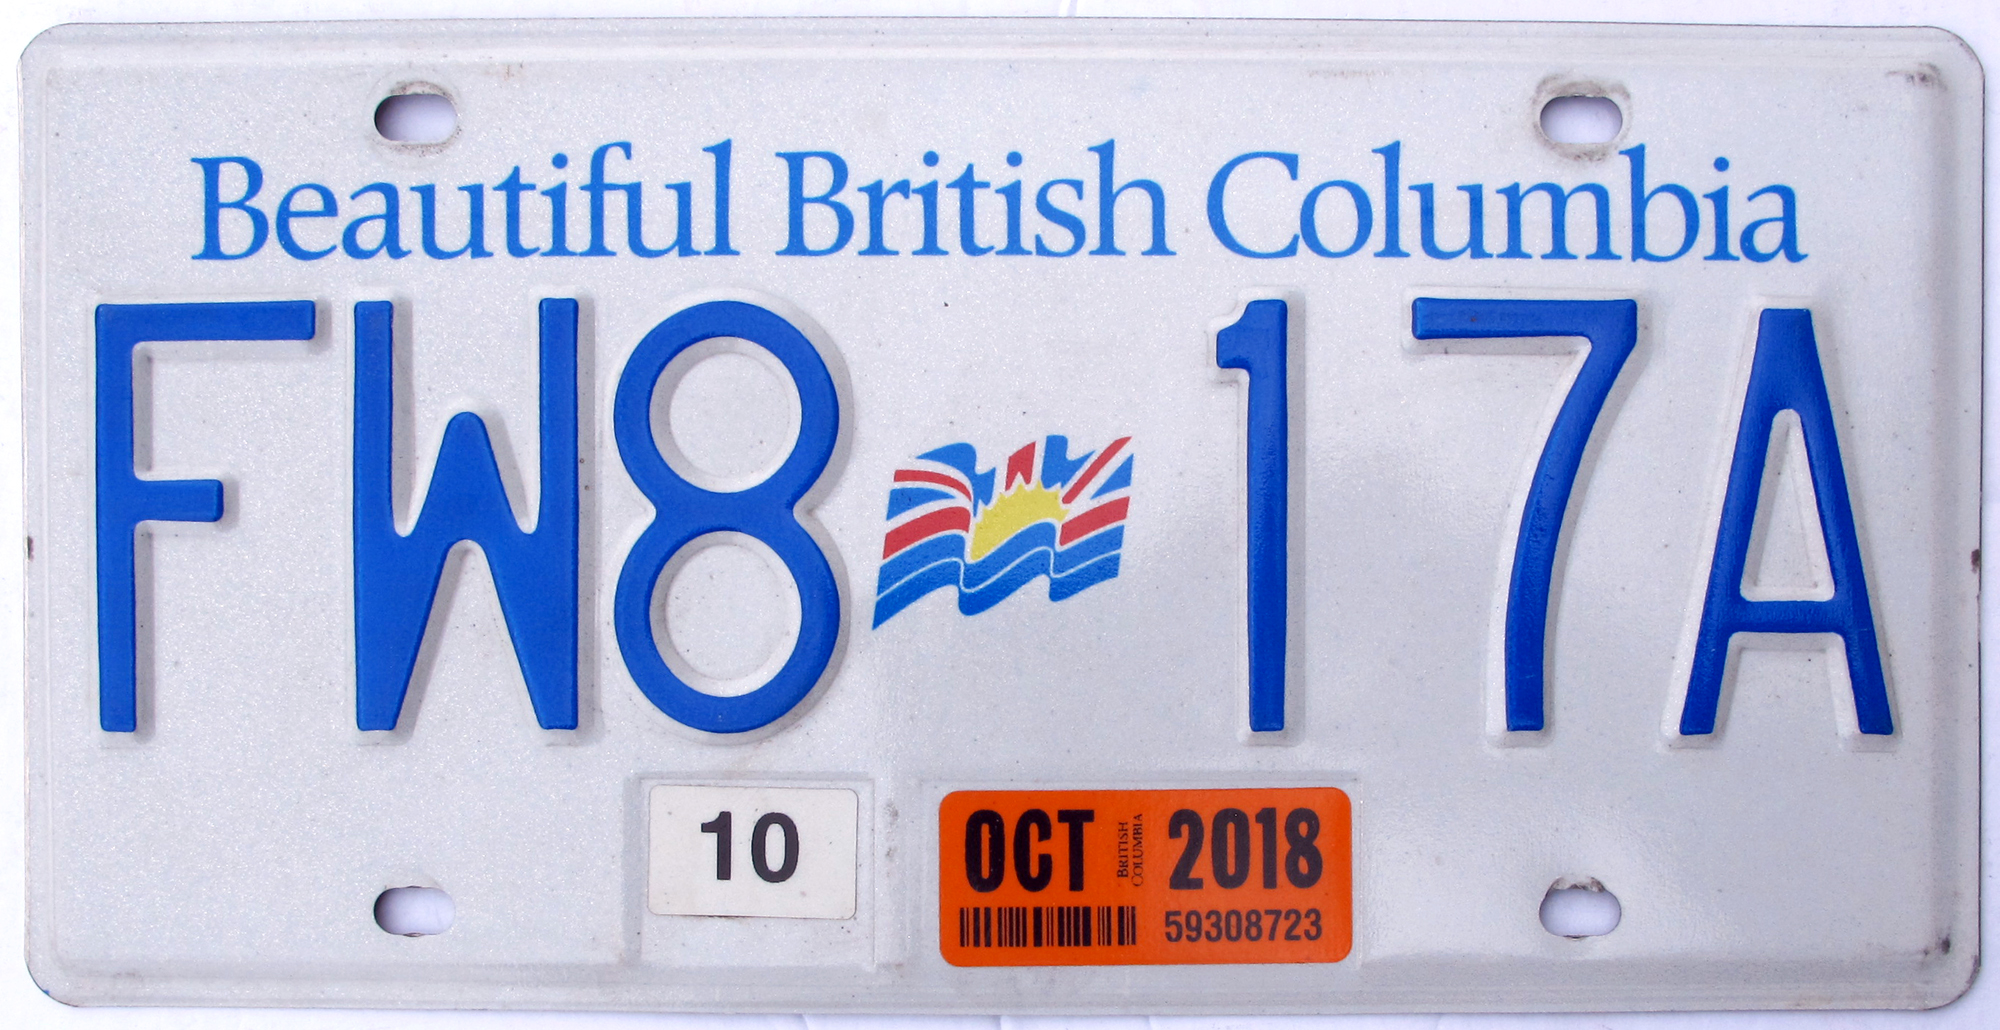 Beautiful British Columbia
FW8 17A
10
OCT BRITISH COLUMBIA 2018
59308723